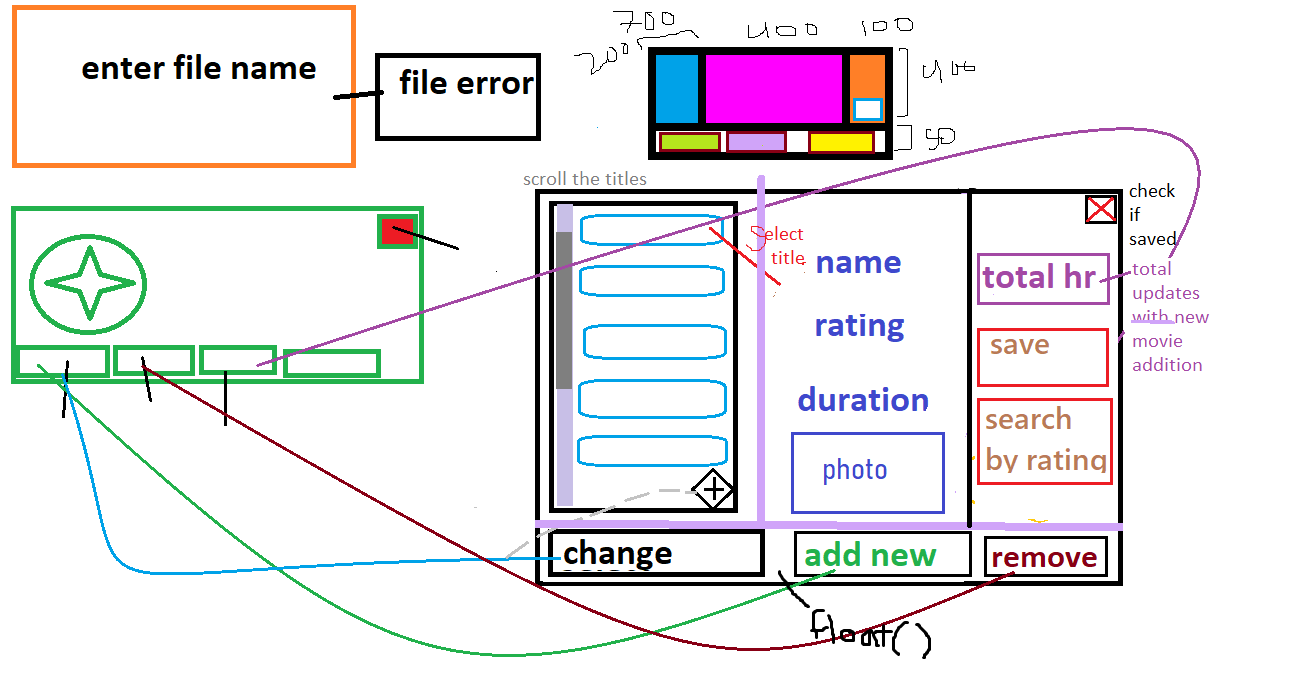 enter file name
file error
700
200
400
100
400
50
scroll the titles
Select
title
name
rating
duration
photo
check
if
saved
total hr
total
updates
with new
movie
addition
save
search
by rating
change
add new
remove
float()